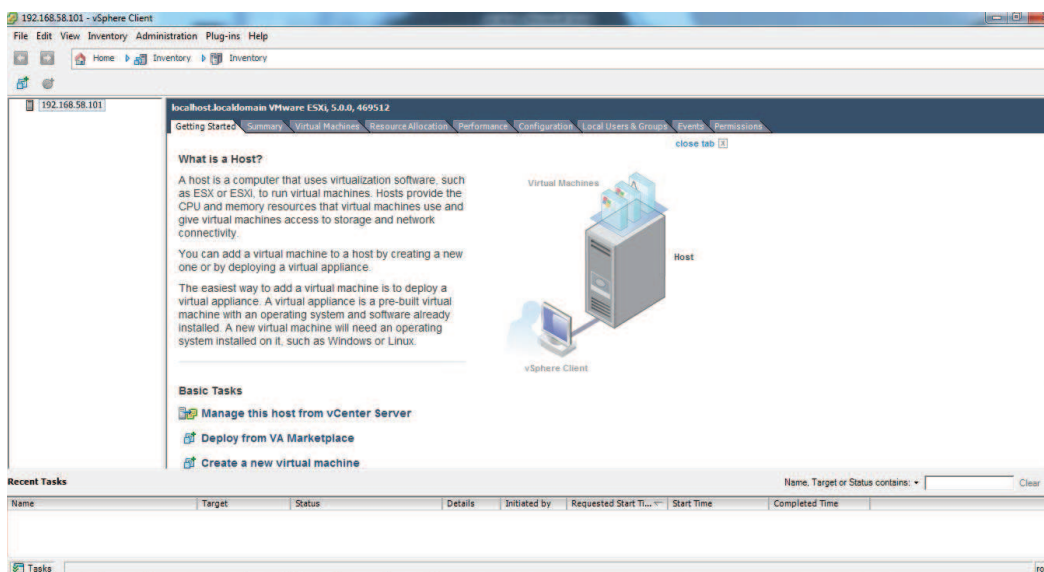 192.168.58.101 - vSphere Client
File Edit View Inventory Administration Plug-ins Help
Home Inventory Inventory
192.168.58.101
localhost.localdomain VMware ESXi, 5.0.0, 469512
Getting Started Summary Virtual Machines Resource Allocation Performance Configuration Local Users & Groups Events Permissions
close tab
What is a Host?
A host is a computer that uses virtualization software, such
as ESX or ESXi, to run virtual machines. Hosts provide the
CPU and memory resources that virtual machines use and
give virtual machines access to storage and network
connectivity.
You can add a virtual machine to a host by creating a new
one or by deploying a virtual appliance.
The easiest way to add a virtual machine is to deploy a
virtual appliance. A virtual appliance is a pre-built virtual
machine with an operating system and software already
installed. A new virtual machine will need an operating
system installed on it, such as Windows or Linux.
Virtual Machines
Host
vSphere Client
Basic Tasks
Manage this host from vCenter Server
Deploy from VA Marketplace
Create a new virtual machine
Recent Tasks
Name, Target or Status contains:
Clear
Name Target Status Details Initiated by Requested Start Ti... Start Time Completed Time
Tasks
ro